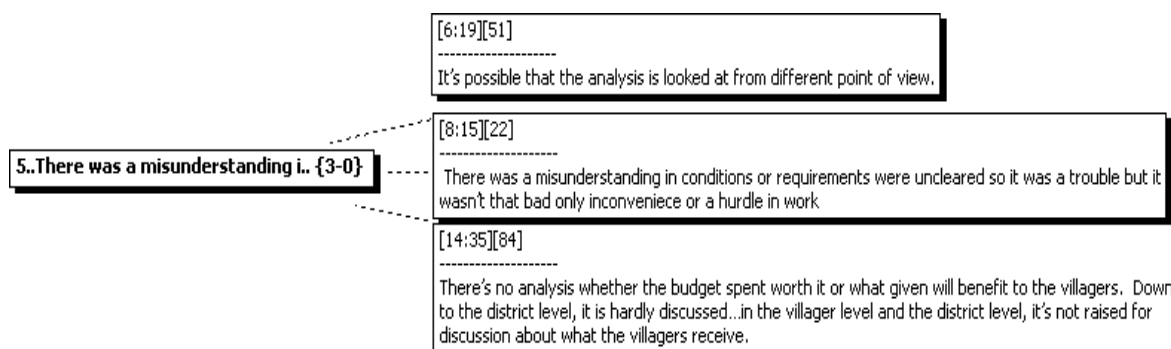 [6:19][51]
--------------------
It's possible that the analysis is looked at from different point of view.
5..There was a misunderstanding i.. {3-0}
[8:15][22]
--------------------
There was a misunderstanding in conditions or requirements were uncleared so it was a trouble but it
wasn't that bad only inconveniece or a hurdle in work
[14:35][84]
--------------------
There's no analysis whether the budget spent worth it or what given will benefit to the villagers. Down
to the district level, it is hardly discussed...in the villager level and the district level, it's not raised for
discussion about what the villagers receive.